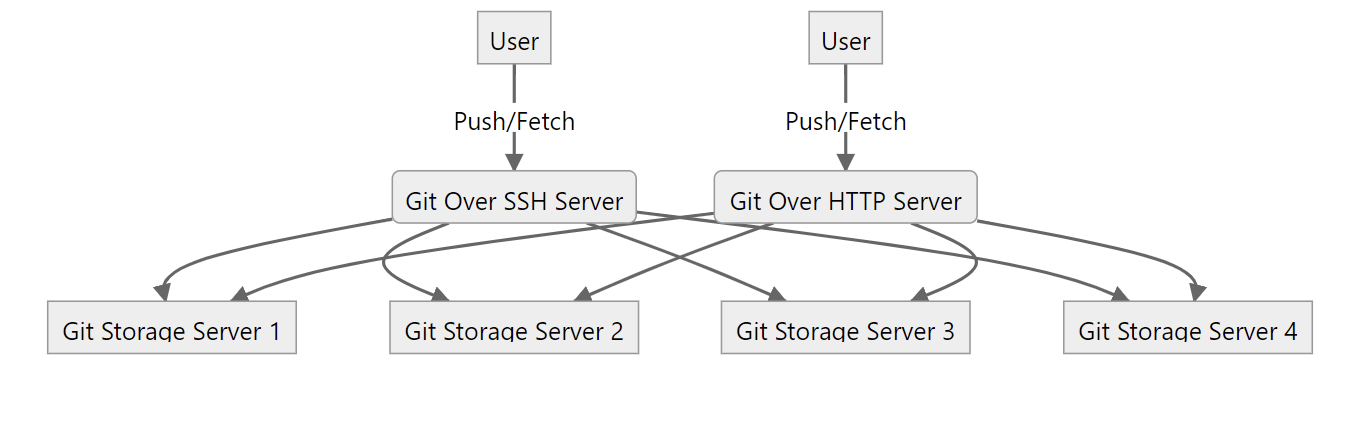 User
User
Push/Fetch
Push/Fetch
Git Over SSH Server
Git Over HTTP Server
Git Storage Server 1
Git Storage Server 2
Git Storage Server 3
Git Storage Server 4